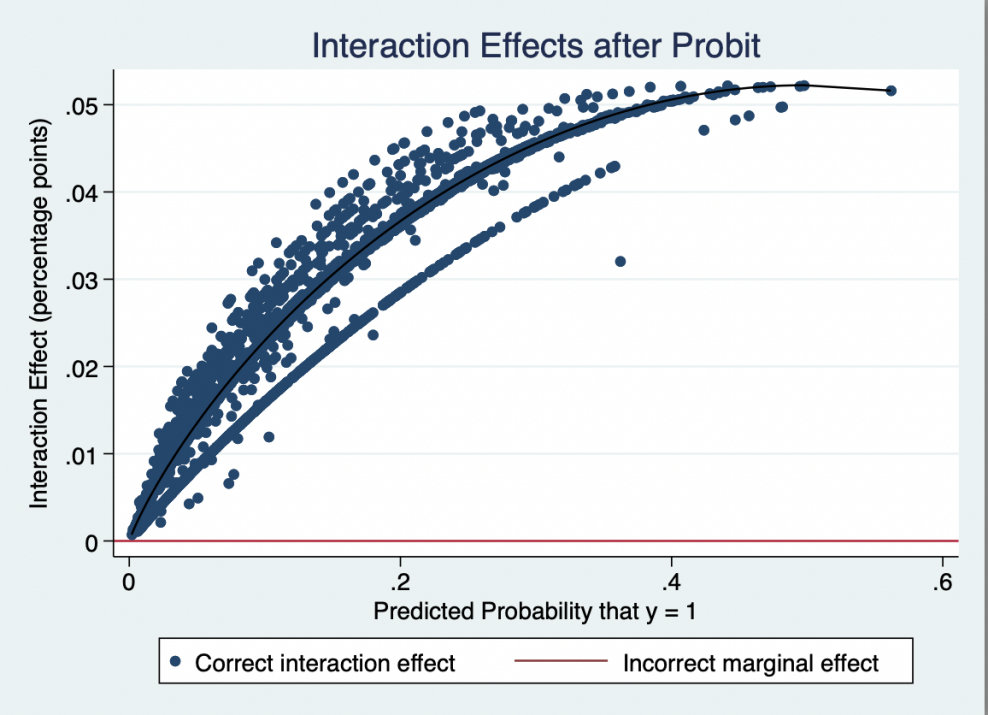 Interaction Effects after Probit
Interaction Effect (percentage points)
.05
.04
.03
.02
.01
0
0 .2 .4 .6
Predicted Probability that y = 1
Correct interaction effect Incorrect marginal effect